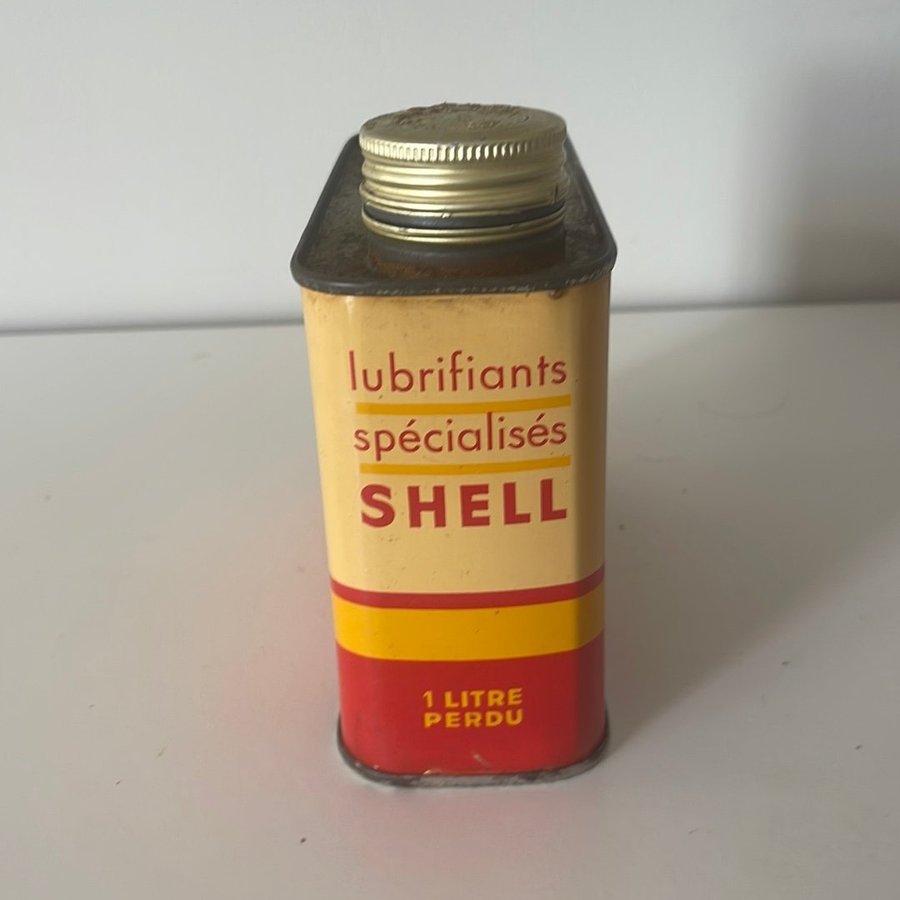 lubrifiants
spécialisés
SHELL
1 LITRE
PERDU